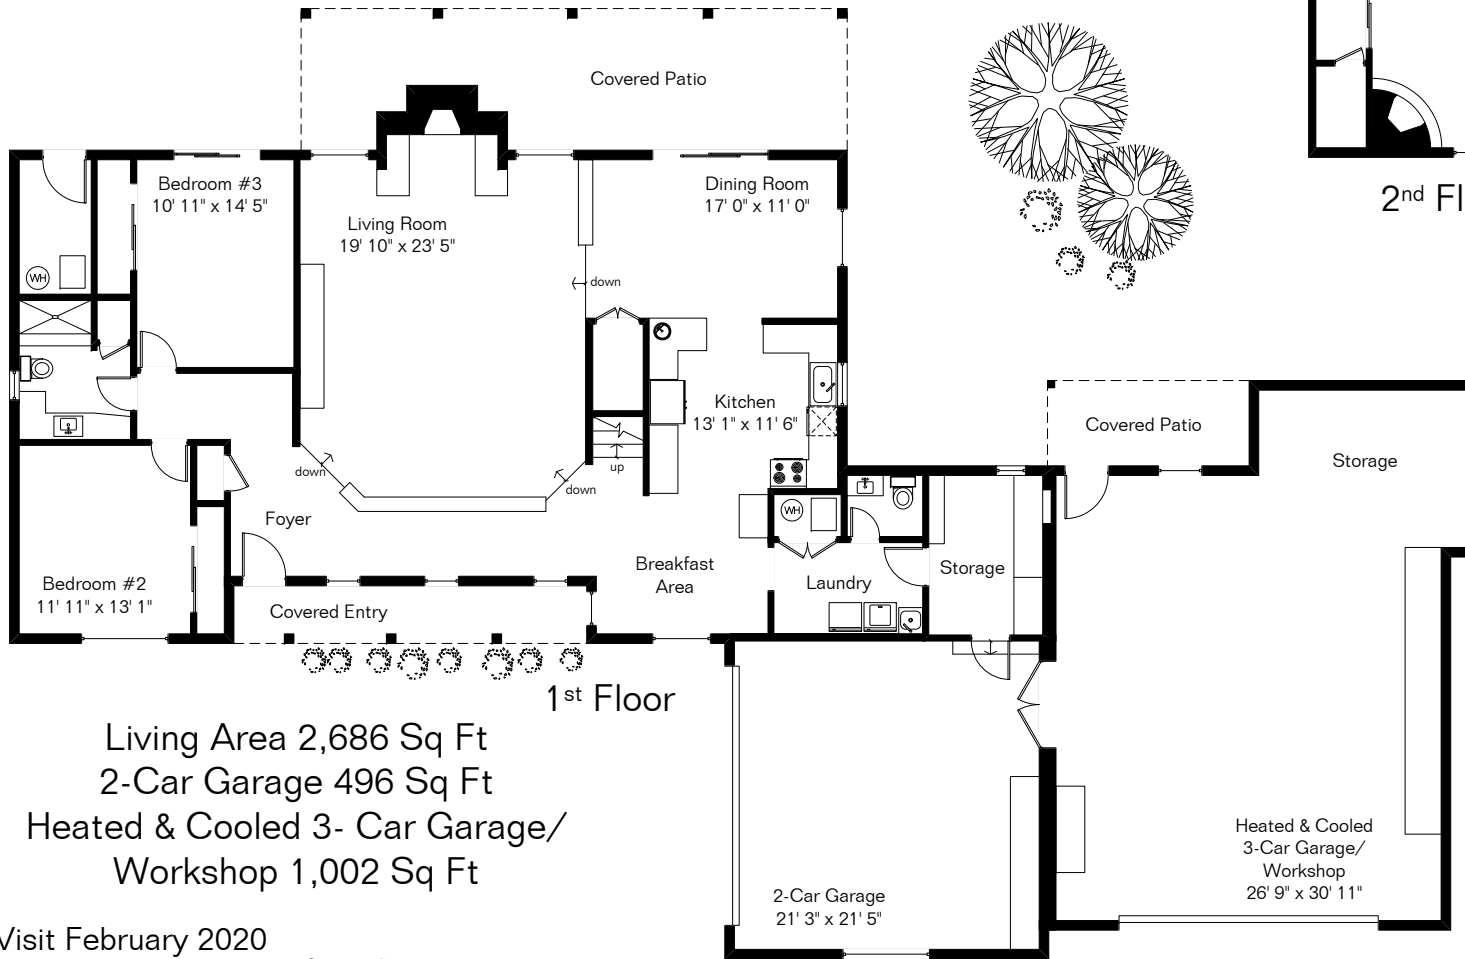 Covered Patio
2nd Fl
Bedroom #3
10' 11" x 14' 5"
Dining Room
17' 0" x 11' 0"
Living Room
19' 10" x 23' 5"
WH
down
Kitchen
13' 1" x 11' 6"
Covered Patio
Storage
down
down
up
WH
Foyer
Breakfast
Area
Laundry
Storage
Bedroom #2
11' 11" x 13' 1"
Covered Entry
1st Floor
Living Area 2,686 Sq Ft
2-Car Garage 496 Sq Ft
Heated & Cooled 3- Car Garage/
Workshop 1,002 Sq Ft
Heated & Cooled
3-Car Garage/
Workshop
26' 9" x 30' 11"
2-Car Garage
21' 3" x 21' 5"
Visit February 2020